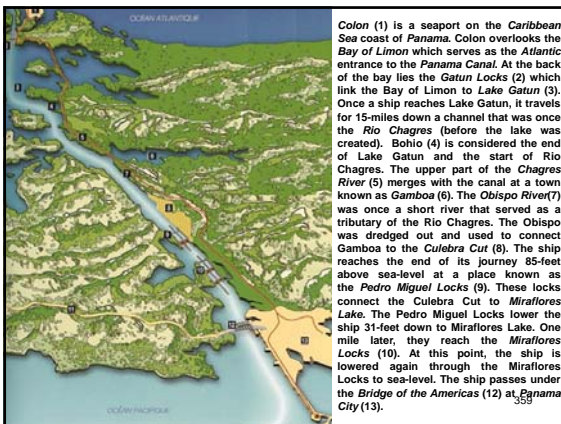 OCÉAN ATLANTIQUE
OCÉAN PACIFIQUE
Colon (1) is a seaport on the Caribbean
Sea coast of Panama. Colon overlooks the
Bay of Limon which serves as the Atlantic
entrance to the Panama Canal. At the back
of the bay lies the Gatun Locks (2) which
link the Bay of Limon to Lake Gatun (3).
Once a ship reaches Lake Gatun, it travels
for 15-miles down a channel that was once
the Rio Chagres (before the lake was
created). Bohio (4) is considered the end
of Lake Gatun and the start of Rio
Chagres. The upper part of the Chagres
River (5) merges with the canal at a town
known as Gamboa (6). The Obispo River(7)
was once a short river that served as a
tributary of the Rio Chagres. The Obispo
was dredged out and used to connect
Gamboa to the Culebra Cut (8). The ship
reaches the end of its journey 85-feet
above sea-level at a place known as
the Pedro Miguel Locks (9). These locks
connect the Culebra Cut to Miraflores
Lake. The Pedro Miguel Locks lower the
ship 31-feet down to Miraflores Lake. One
mile later, they reach the Miraflores
Locks (10). At this point, the ship is
lowered again through the Miraflores
Locks to sea-level. The ship passes under
the Bridge of the Americas (12) at Panama
City (13).
359